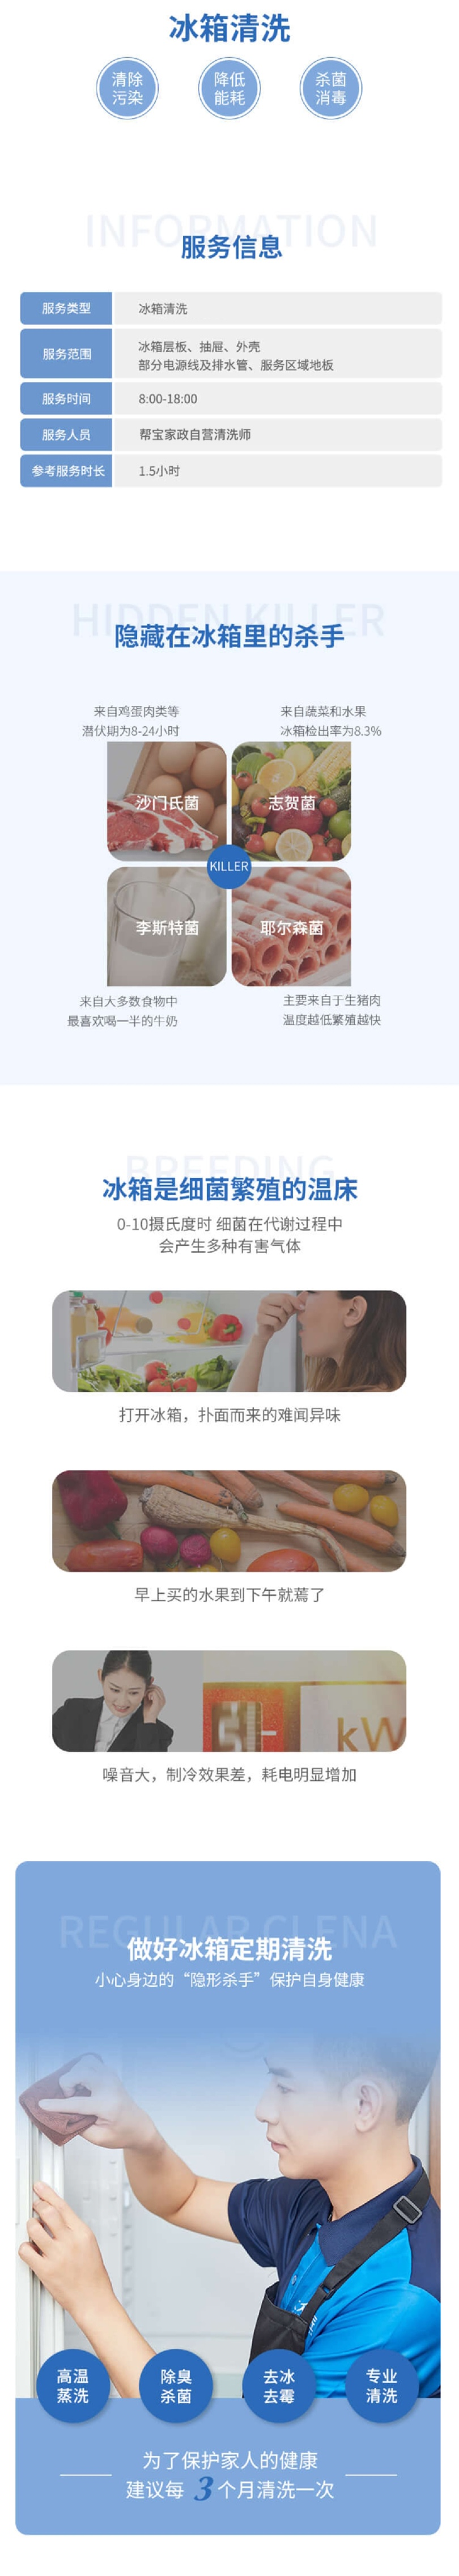 冰箱清洗
清除
污染
降低
能耗
杀菌
消毒
INFORMATION
服务信息
服务类型
冰箱清洗
服务范围
冰箱层板、抽屉、外壳
部分电源线及排水管、服务区域地板
服务时间
8:00-18:00
服务人员
帮宝家政自营清洗师
参考服务时长
1.5小时
HIDDEN KILLER
隐藏在冰箱里的杀手
来自鸡蛋肉类等
潜伏期为8-24小时
来自蔬菜和水果
冰箱检出率为8.3%
沙门氏菌
志贺菌
KILLER
李斯特菌
耶尔森菌
来自大多数食物中
最喜欢喝一半的牛奶
主要来自于生猪肉
温度越低繁殖越快
BREEDING
冰箱是细菌繁殖的温床
0-10摄氏度时 细菌在代谢过程中
会产生多种有害气体
打开冰箱，扑面而来的难闻异味
早上买的水果到下午就蔫了
kW
噪音大，制冷效果差，耗电明显增加
REGULAR CLENA
做好冰箱定期清洗
小心身边的“隐形杀手”保护自身健康
高温
蒸洗
除臭
杀菌
去冰
去霉
专业
清洗
为了保护家人的健康
建议每 3 个月清洗一次